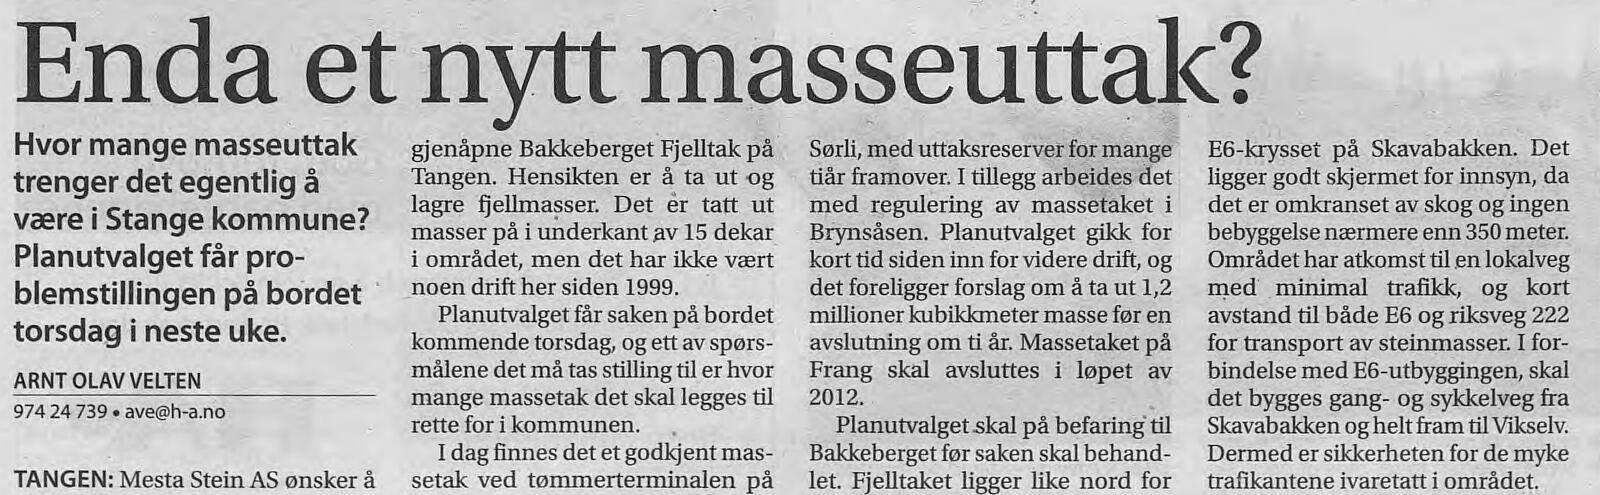 Enda et nytt masseuttak?
Hvor mange masseuttak
trenger det egentlig å
være i Stange kommune?
Planutvalget får pro-
blemstillingen på bordet
torsdag i neste uke.
ARNT OLAV VELTEN
974 24 739 • ave@h-a.no
TANGEN: Mesta Stein AS ønsker å
gjenåpne Bakkeberget Fjelltak på
Tangen. Hensikten er å ta ut og
lagre fjellmasser. Det er tatt ut
masser på i underkant av 15 dekar
i området, men det har ikke vært
noen drift her siden 1999.
Planutvalget får saken på bordet
kommende torsdag, og ett av spørs-
målene det må tas stilling til er hvor
mange massetak det skal legges til
rette for i kommunen.
I dag finnes det et godkjent mas-
setak ved tømmerterminalen på
Sørli, med uttaksreserver for mange
tiår framover. I tillegg arbeides det
med regulering av massetaket i
Brynsåsen. Planutvalget gikk for
kort tid siden inn for videre drift, og
det foreligger forslag om å ta ut 1,2
millioner kubikkmeter masse før en
avslutning om ti år. Massetaket på
Frang skal avsluttes i løpet av
2012.
Planutvalget skal på befaring til
Bakkeberget før saken skal behand-
let. Fjelltaket ligger like nord for
E6-krysset på Skavabakken. Det
ligger godt skjermet for innsyn, da
det er omkranset av skog og ingen
bebyggelse nærmere enn 350 meter.
Området har atkomst til en lokalveg
med minimal trafikk, og kort
avstand til både E6 og riksveg 222
for transport av steinmasser. I for-
bindelse med E6-utbyggingen, skal
det bygges gang- og sykkelveg fra
Skavabakken og helt fram til Vikselv.
Dermed er sikkerheten for de myke
trafikantene ivaretatt i området.